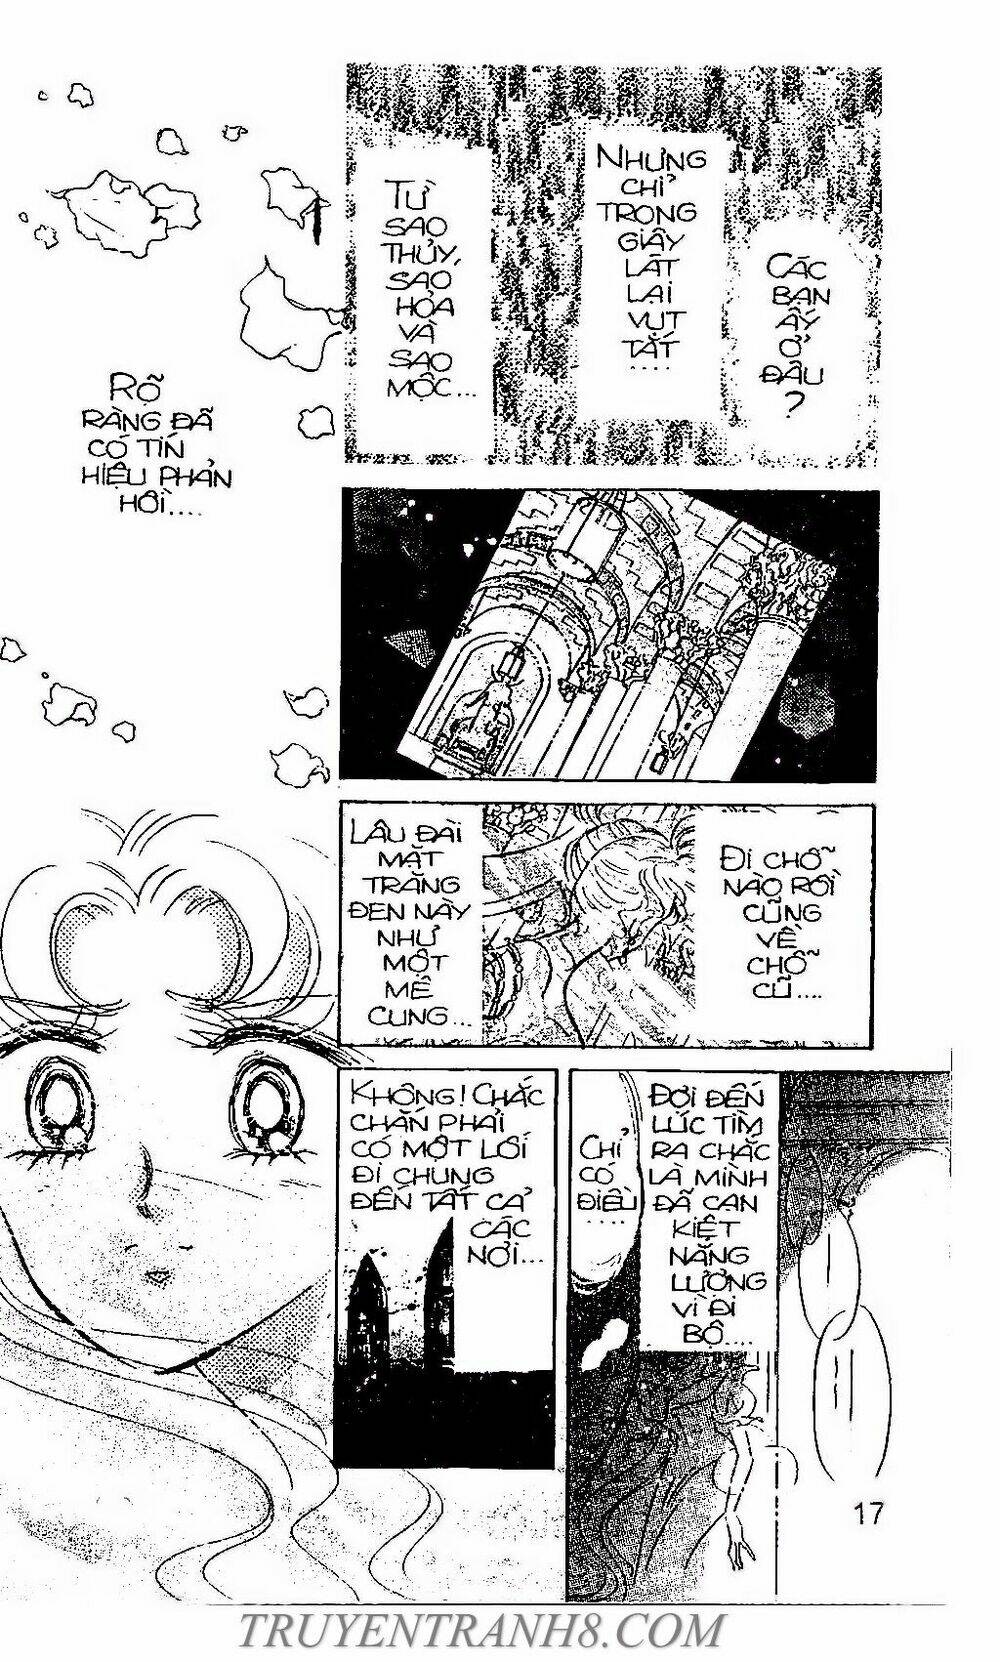 CÁC
BẠN
ẤY
Ở
ĐÂU
?
NHƯNG
CHỈ
TRONG
GIÂY
LÁT
LẠI
VỤT
TẮT
....
TỪ
SAO
THỦY,
SAO
HỎA
VÀ
SAO
MỘC...
RÕ
RÀNG ĐÃ
CÓ TÍN
HIỆU PHẢN
HỒI....
ĐI CHỖ
NÀO RỒI
CŨNG
VỀ
CHỖ
CŨ....
LÂU ĐÀI
MẶT
TRĂNG
ĐEN NÀY
NHƯ
MỘT
MÊ
CUNG...
ĐỢI ĐẾN
LÚC TÌM
RA CHẮC
LÀ MÌNH
ĐÃ CẠN
KIỆT
NĂNG
LƯỢNG
VÌ ĐI
BỘ....
CHỈ
CÓ
ĐIỀU
....
KHÔNG! CHẮC
CHẮN PHẢI
CÓ MỘT LỐI
ĐI CHUNG
ĐẾN TẤT CẢ
CÁC
NƠI...
17
TRUYENTRANH8.COM